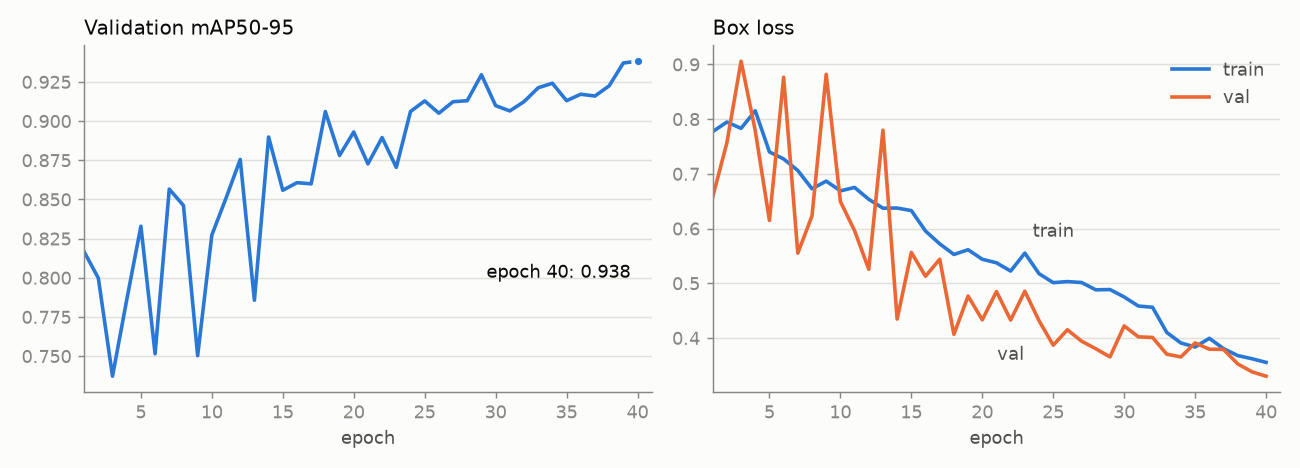 Validation mAP50-95
0.925
0.900
0.875
0.850
0.825
0.800
0.775
0.750
epoch 40: 0.938
5 10 15 20 25 30 35 40
epoch
Box loss
0.9
0.8
0.7
0.6
0.5
0.4
train
val
train
val
5 10 15 20 25 30 35 40
epoch